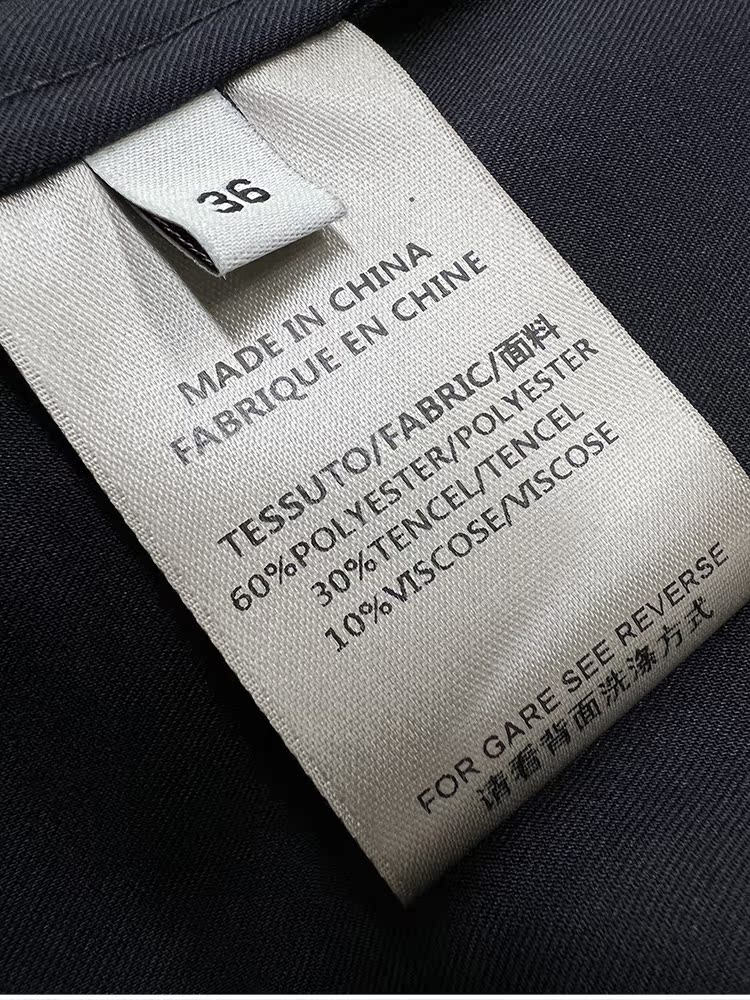 36
MADE IN CHINA
FABRIQUE EN CHINE
TESSUTO/FABRIC/面料
60%POLYESTER/POLYESTER
30%TENCEL/TENCEL
10%VISCOSE/VISCOSE
FOR GARE SEE REVERSE
请看背面洗涤方式